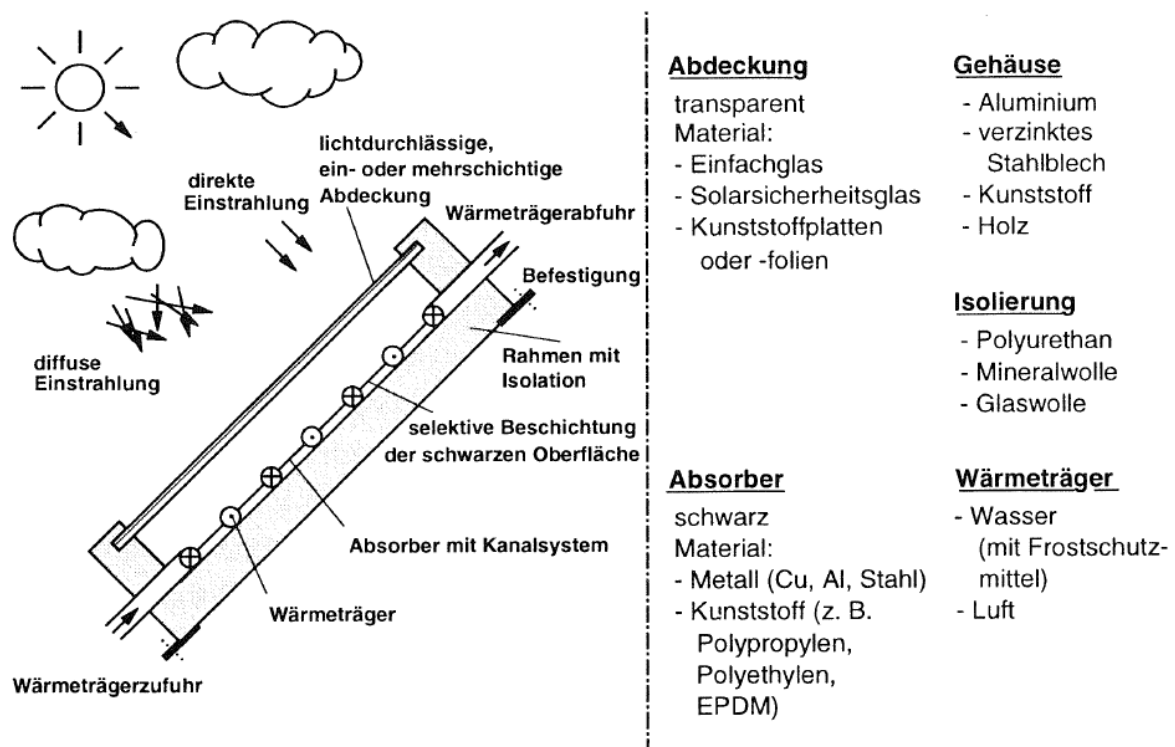 lichtdurchlässige,
ein- oder mehrschichtige
Abdeckung
direkte
Einstrahlung
Wärmeträgerabfuhr
Befestigung
diffuse
Einstrahlung
Rahmen mit
Isolation
selektive Beschichtung
der schwarzen Oberfläche
Absorber mit Kanalsystem
Wärmeträger
Wärmeträgerzufuhr
Abdeckung
transparent
Material:
- Einfachglas
- Solarsicherheitsglas
- Kunststoffplatten
oder -folien
Gehäuse
- Aluminium
- verzinktes
Stahlblech
- Kunststoff
- Holz
Isolierung
- Polyurethan
- Mineralwolle
- Glaswolle
Absorber
schwarz
Material:
- Metall (Cu, Al, Stahl)
- Kunststoff (z. B.
Polypropylen,
Polyethylen,
EPDM)
Wärmeträger
- Wasser
(mit Frostschutz-
mittel)
- Luft